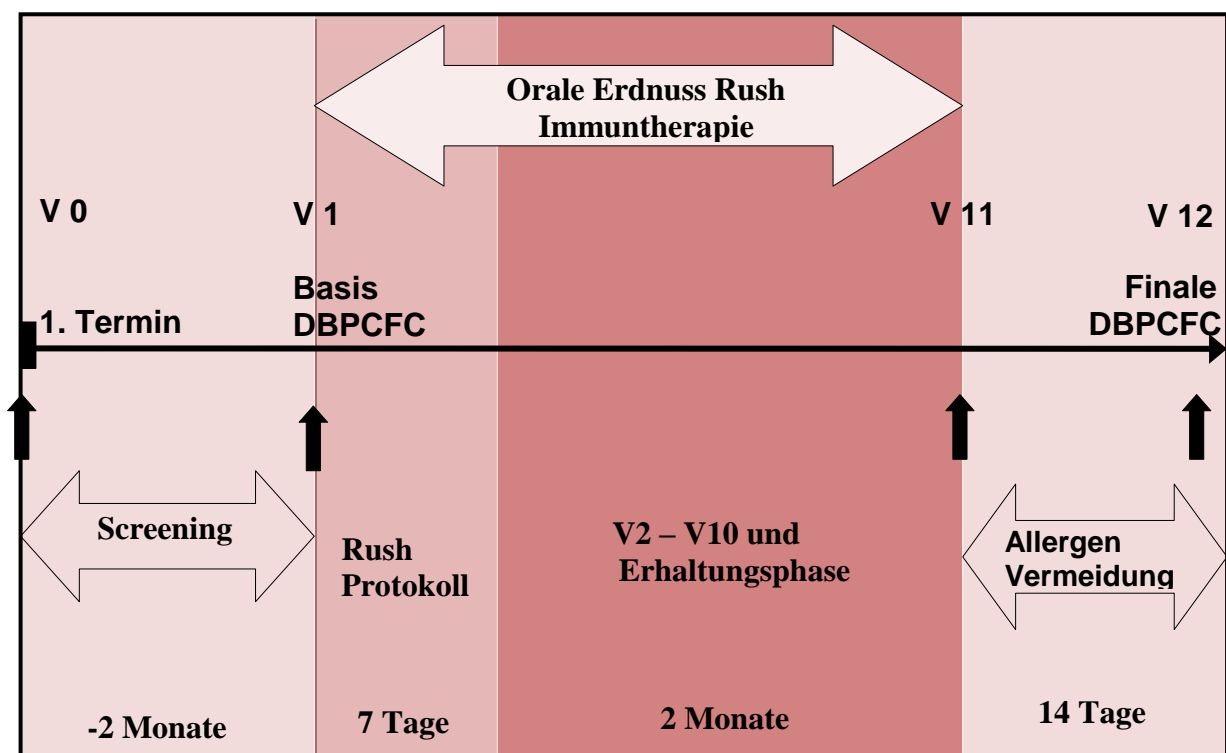 Orale Erdnuss Rush
Immuntherapie
V 0
V 1
V 11
V 12
1. Termin
Basis
DBPCFC
Finale
DBPCFC
Screening
Rush
Protokoll
V2 – V10 und
Erhaltungsphase
Allergen
Vermeidung
-2 Monate
7 Tage
2 Monate
14 Tage